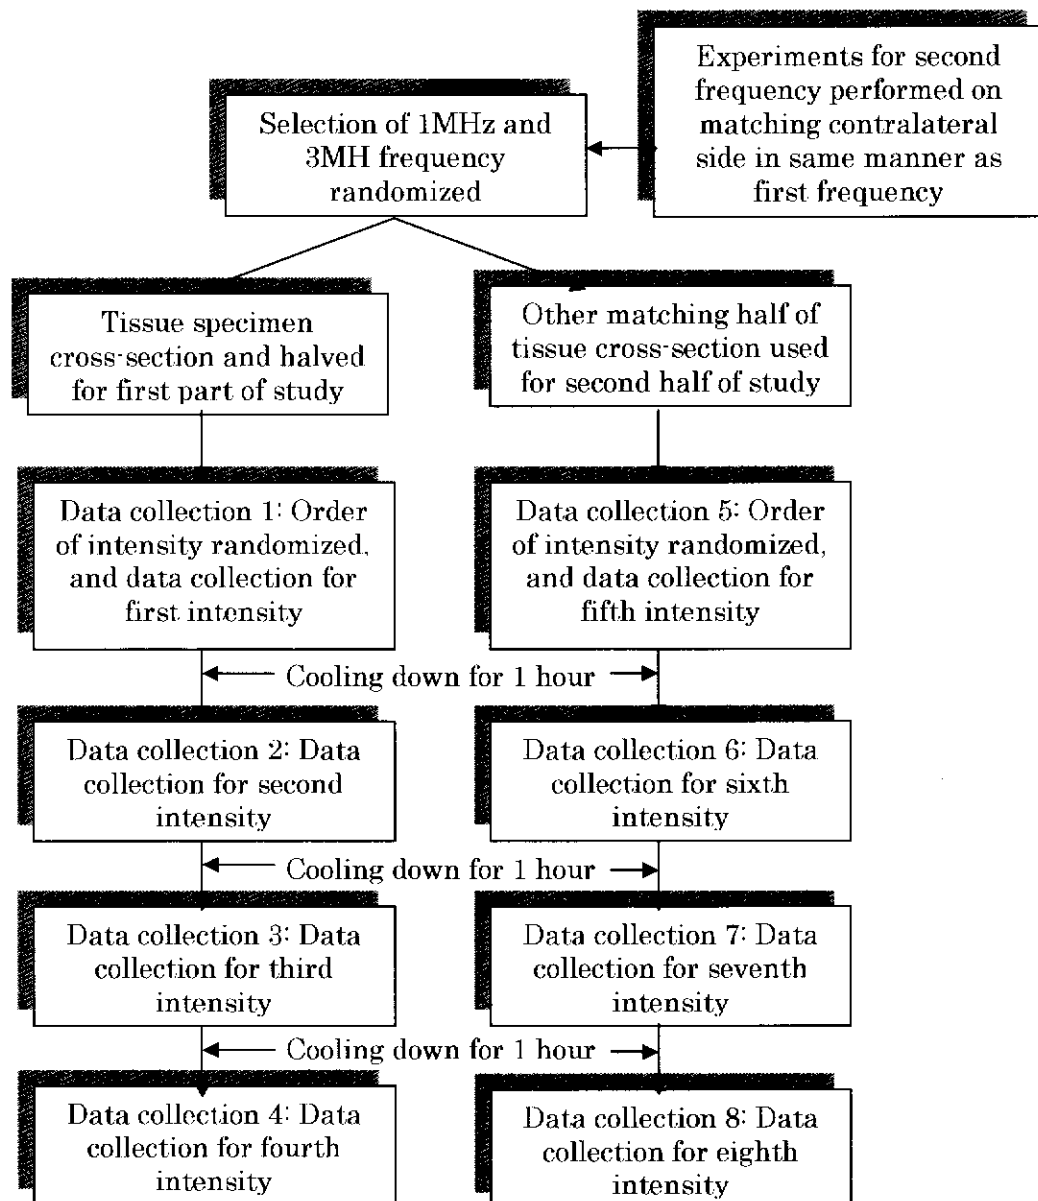 Selection of 1MHz and
3MH frequency
randomized
Experiments for second
frequency performed on
matching contralateral
side in same manner as
first frequency
Tissue specimen
cross-section and halved
for first part of study
Other matching half of
tissue cross-section used
for second half of study
Data collection 1: Order
of intensity randomized,
and data collection for
first intensity
Data collection 5: Order
of intensity randomized,
and data collection for
fifth intensity
Cooling down for 1 hour
Data collection 2: Data
collection for second
intensity
Data collection 6: Data
collection for sixth
intensity
Cooling down for 1 hour
Data collection 3: Data
collection for third
intensity
Data collection 7: Data
collection for seventh
intensity
Cooling down for 1 hour
Data collection 4: Data
collection for fourth
intensity
Data collection 8: Data
collection for eighth
intensity